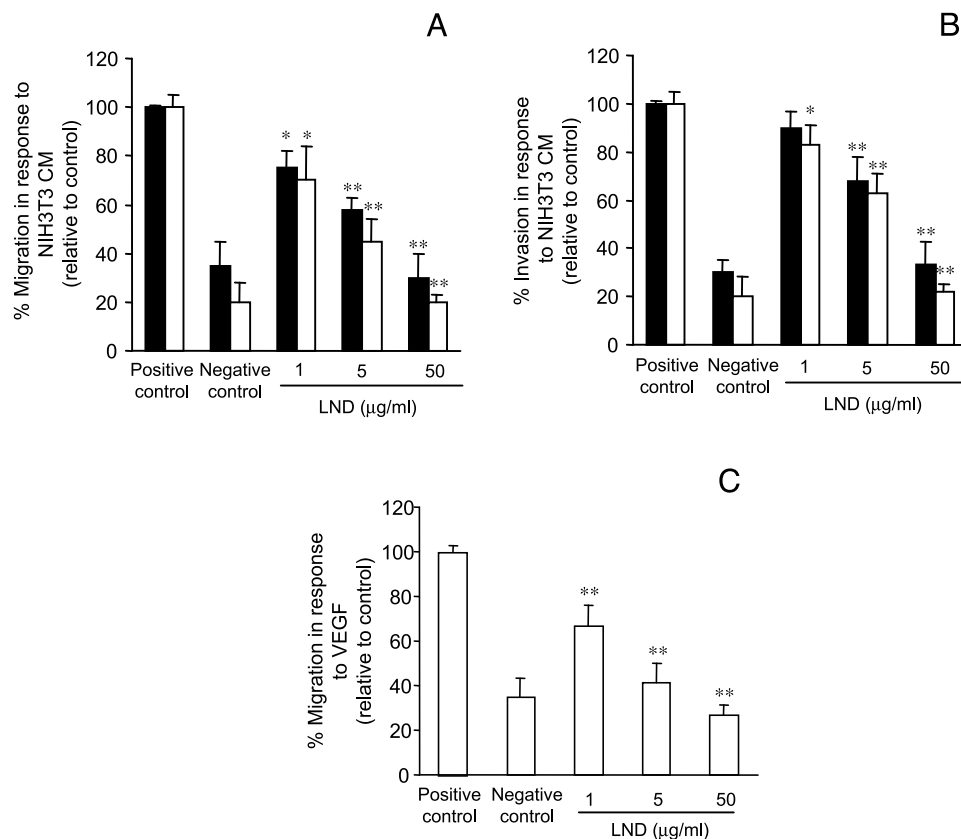 A
% Migration in response to
NIH3T3 CM
(relative to control)
120
100
80
60
40
20
0
* *
** **
** **
Positive
control
Negative
control
1 5 50
LND (μg/ml)
B
% Invasion in response
to NIH3T3 CM
(relative to control)
120
100
80
60
40
20
0
*
** **
** **
Positive
control
Negative
control
1 5 50
LND (μg/ml)
C
% Migration in response
to VEGF
(relative to control)
120
100
80
60
40
20
0
**
**
**
Positive
control
Negative
control
1 5 50
LND (μg/ml)